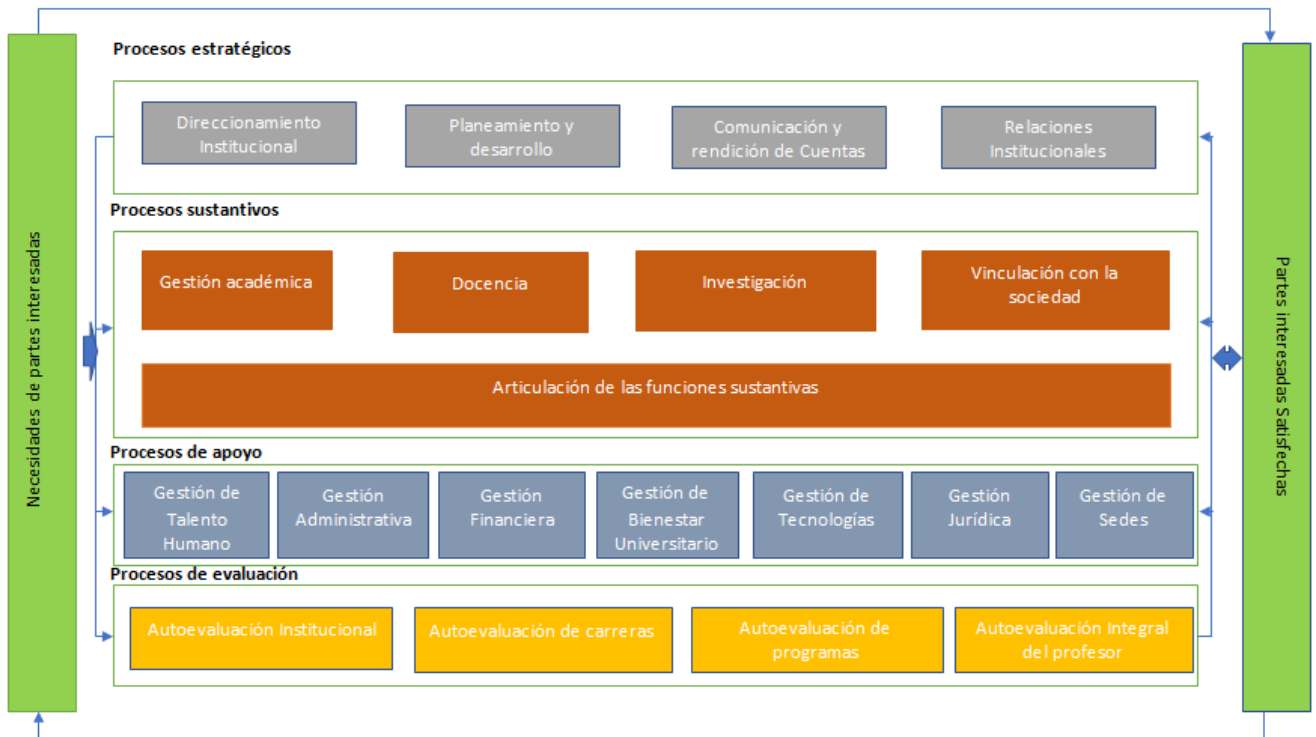 Procesos estratégicos
Direccionamiento
Institucional
Planeamiento y
desarrollo
Comunicación y
rendición de Cuentas
Relaciones
Institucionales
Procesos sustantivos
Gestión académica
Docencia
Investigación
Vinculación con la
sociedad
Articulación de las funciones sustantivas
Procesos de apoyo
Gestión de
Talento
Humano
Gestión
Administrativa
Gestión
Financiera
Gestión de
Bienestar
Universitario
Gestión de
Tecnologías
Gestión
Jurídica
Gestión de
Sedes
Procesos de evaluación
Autoevaluación Institucional
Autoevaluación de carreras
Autoevaluación de
programas
Autoevaluación Integral
del profesor
Necesidades de partes interesadas
Partes interesadas Satisfechas